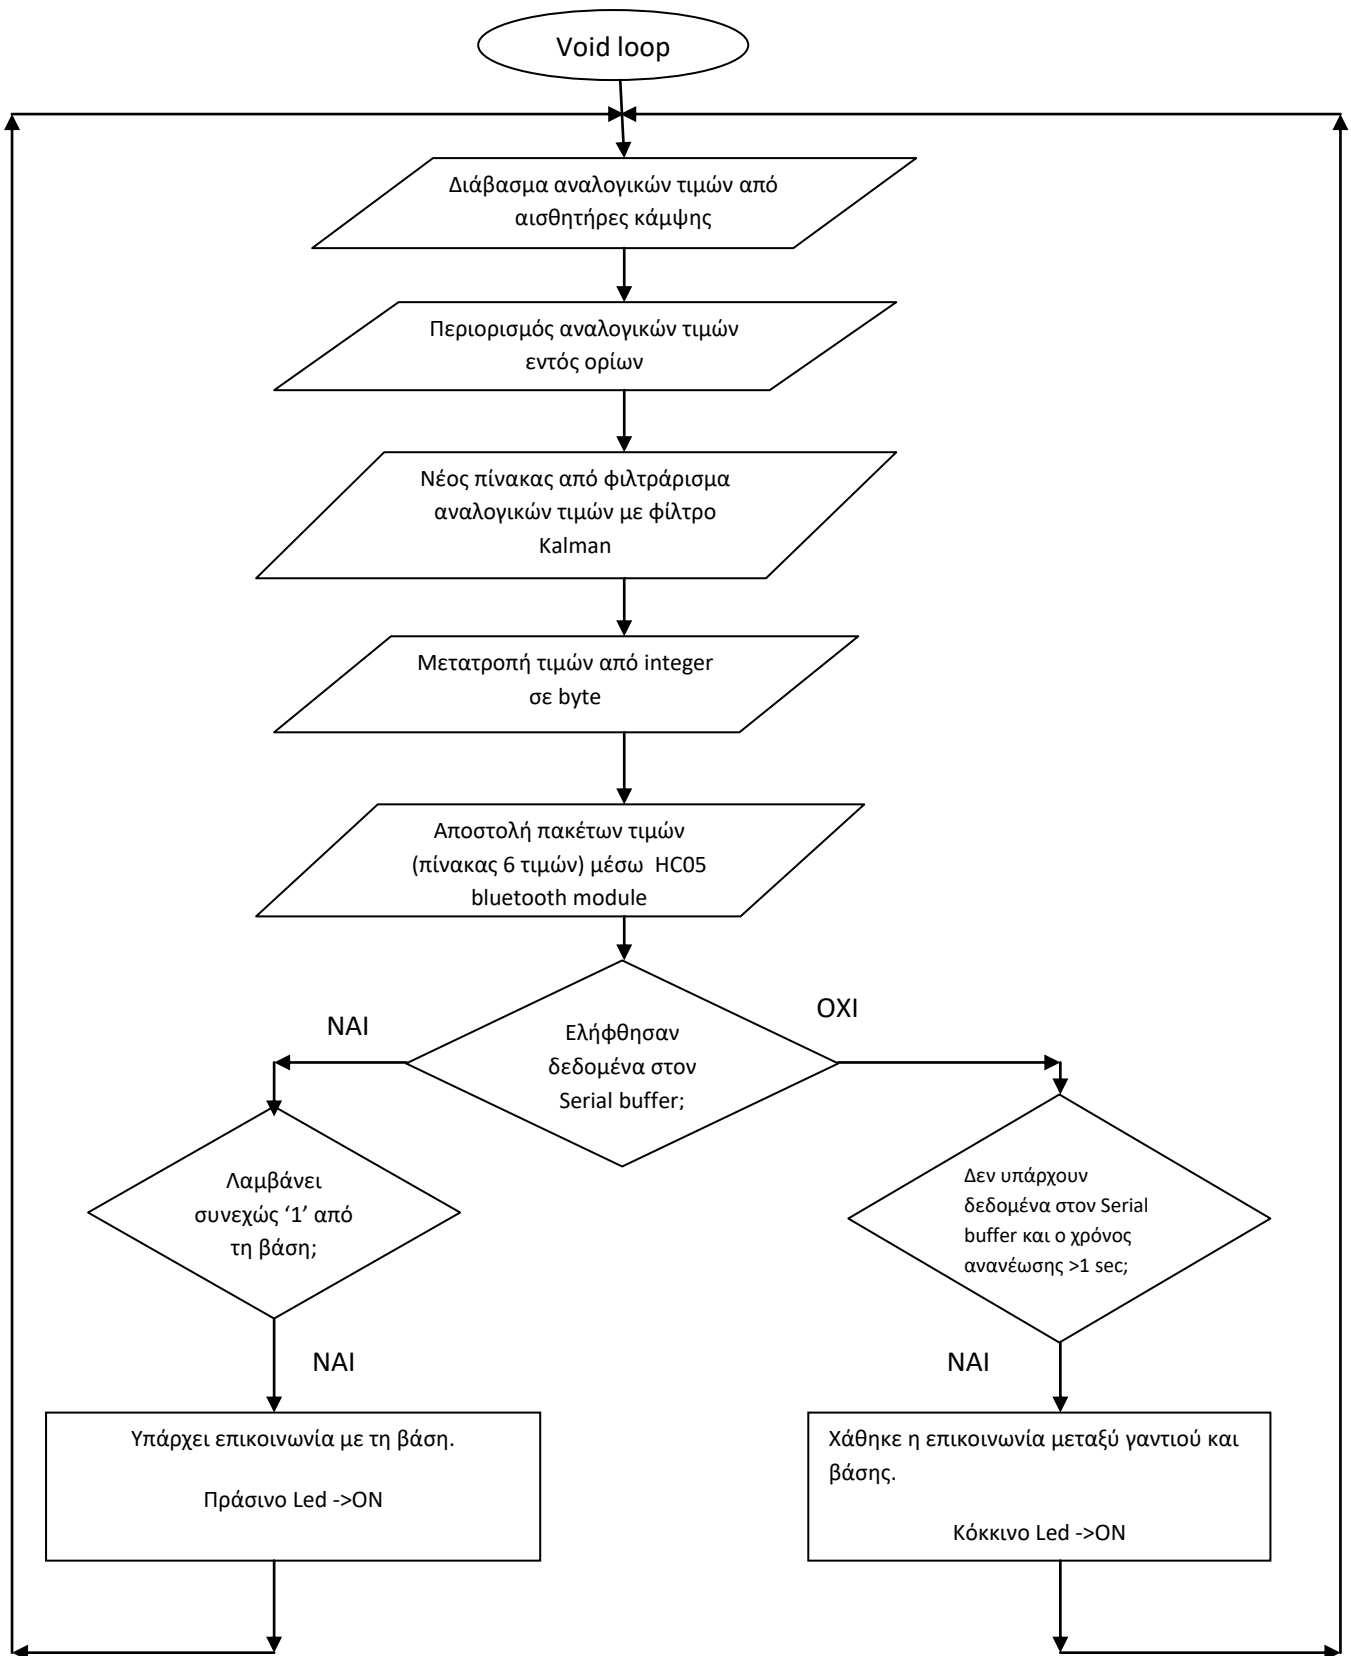 Void loop
Διάβασμα αναλογικών τιμών από
αισθητήρες κάμψης
Περιορισμός αναλογικών τιμών
εντός ορίων
Νέος πίνακας από φιλτράρισμα
αναλογικών τιμών με φίλτρο
Kalman
Μετατροπή τιμών από integer
σε byte
Αποστολή πακέτων τιμών
(πίνακας 6 τιμών) μέσω HC05
bluetooth module
ΝΑΙ
ΟΧΙ
Ελήφθησαν
δεδομένα στον
Serial buffer;
Λαμβάνει
συνεχώς ‘1’ από
τη βάση;
Δεν υπάρχουν
δεδομένα στον Serial
buffer και ο χρόνος
ανανέωσης >1 sec;
ΝΑΙ
ΝΑΙ
Υπάρχει επικοινωνία με τη βάση.
Πράσινο Led ->ON
Χάθηκε η επικοινωνία μεταξύ γαντιού και
βάσης.
Κόκκινο Led ->ON